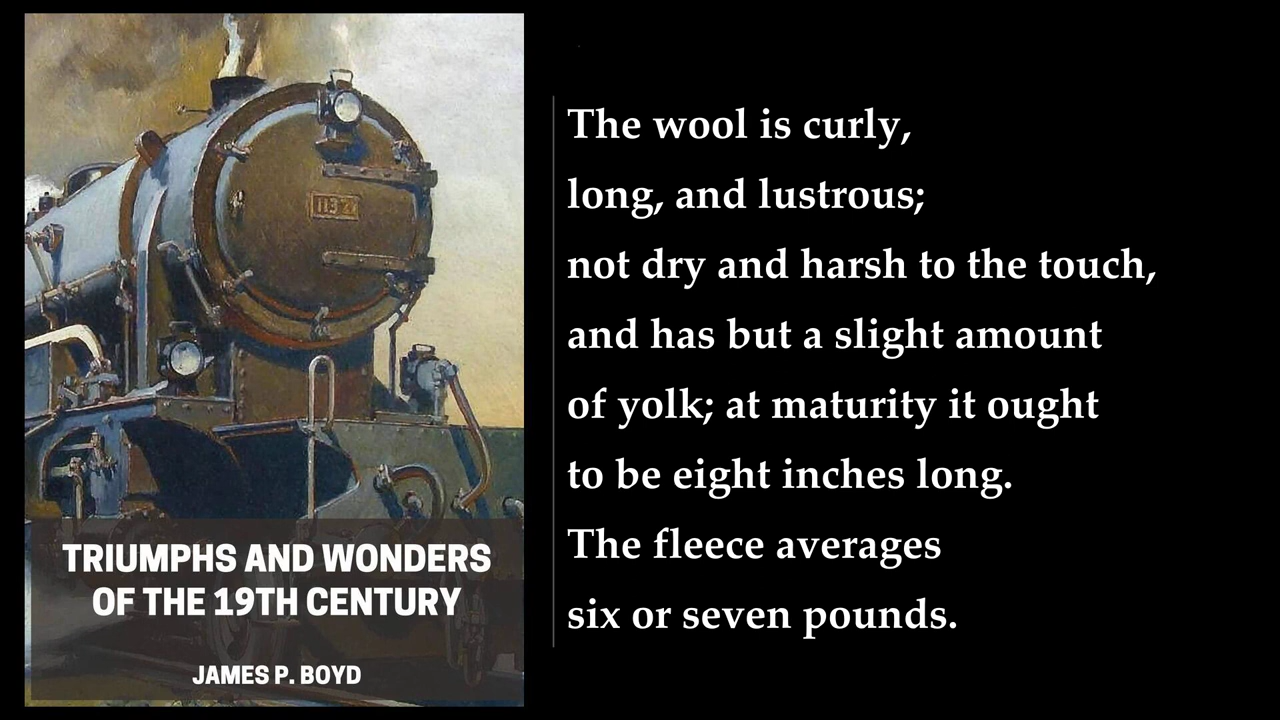 TRIUMPHS AND WONDERS
OF THE 19TH CENTURY
JAMES P. BOYD
The wool is curly,
long, and lustrous;
not dry and harsh to the touch,
and has but a slight amount
of yolk; at maturity it ought
to be eight inches long.
The fleece averages
six or seven pounds.